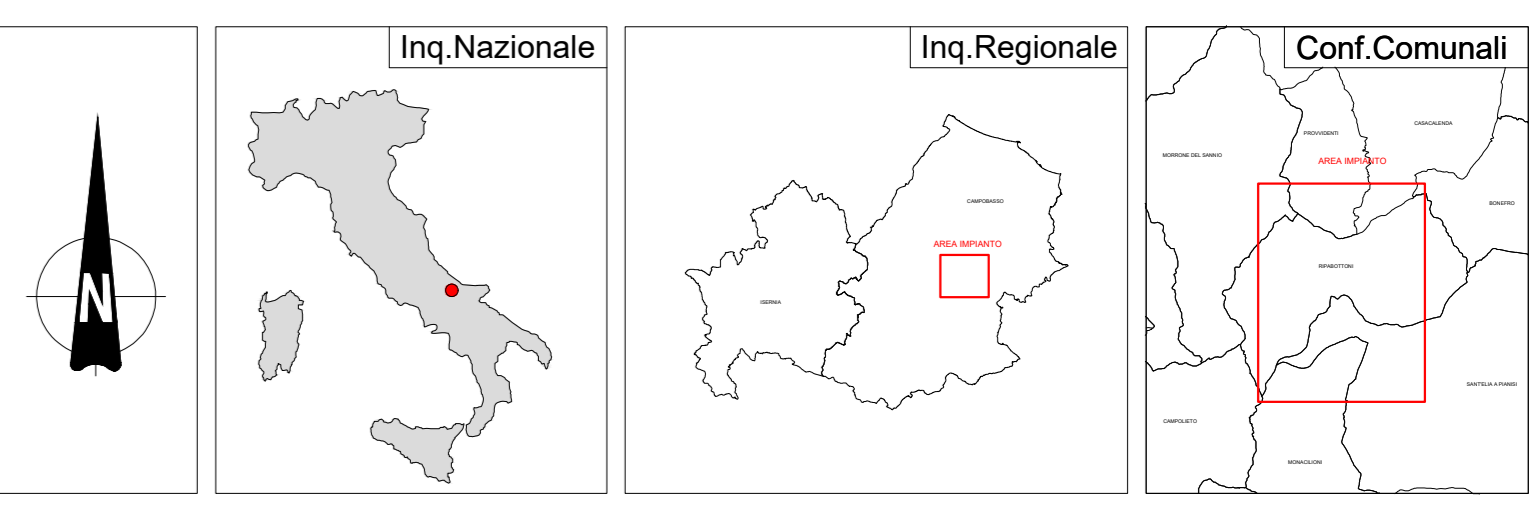 N
Inq.Nazionale
Inq.Regionale
CAMPOBASSO
AREA IMPIANTO
ISERNIA
Conf.Comunali
CASACALENDA
PROVVIDENTI
MORRONE DEL SANNIO
AREA IMPIANTO
BONEFRO
RIPABOTTONI
SANT'ELIA A PIANISI
CAMPOLIETO
MONACILIONI